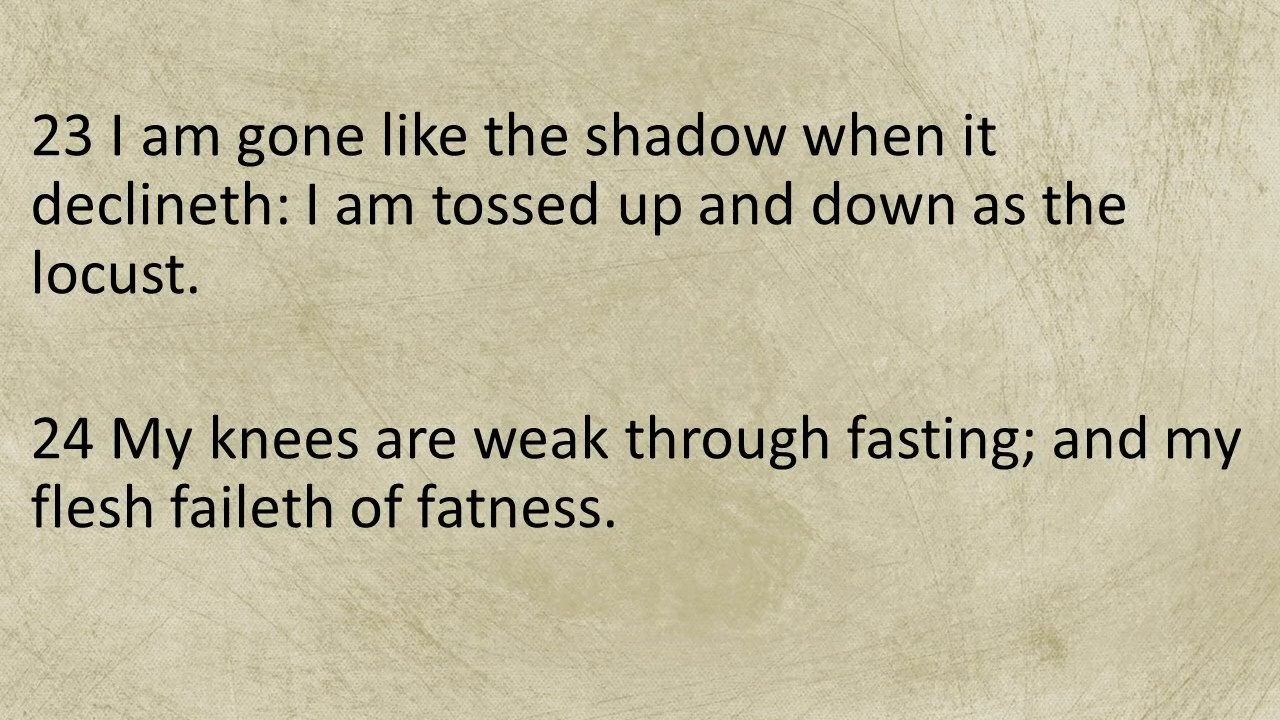 23 I am gone like the shadow when it
declineth: I am tossed up and down as the
locust.
24 My knees are weak through fasting; and my
flesh faileth of fatness.